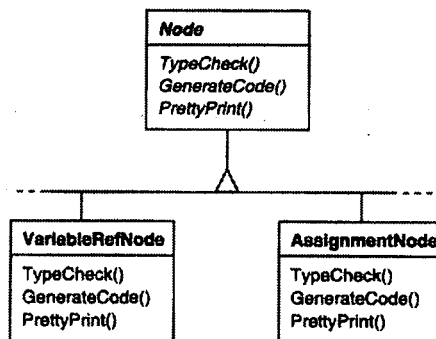 Node
TypeCheck()
GenerateCode()
PrettyPrint()
VariableRefNode
TypeCheck()
GenerateCode()
PrettyPrint()
AssignmentNode
TypeCheck()
GenerateCode()
PrettyPrint()